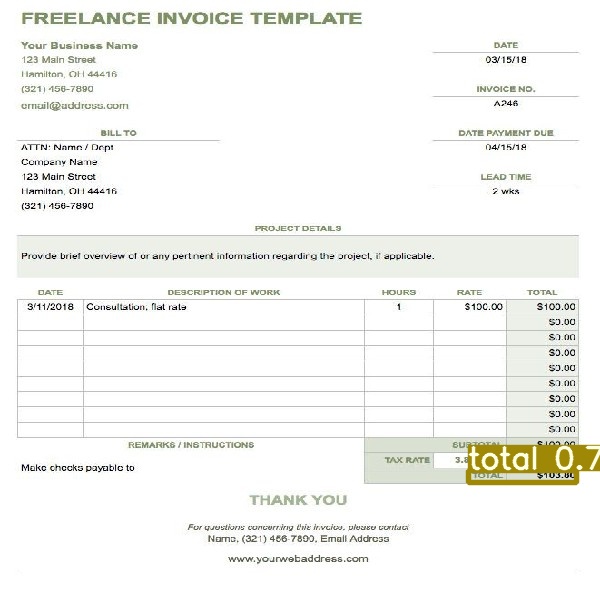 FREELANCE INVOICE TEMPLATE
Your Business Name
123 Main Street
Hamilton, OH 44416
(321) 456-7890
email@address.com
DATE
03/15/18
INVOICE NO.
A246
BILL TO
ATTN: Name / Dept
Company Name
123 Main Street
Hamilton, OH 44416
(321) 456-7890
DATE PAYMENT DUE
04/15/18
LEAD TIME
2 wks
PROJECT DETAILS
Provide brief overview of or any pertinent information regarding the project, if applicable.
DATE DESCRIPTION OF WORK HOURS RATE TOTAL
3/11/2018 Consultation; flat rate 1 $100.00 $100.00
$0.00
$0.00
$0.00
$0.00
$0.00
$0.00
$0.00
$0.00
REMARKS / INSTRUCTIONS SUBTOTAL $100.00
Make checks payable to
TAX RATE
total 0.7
TOTAL $103.80
THANK YOU
For questions concerning this invoice, please contact
Name, (321) 456-7890, Email Address
www.yourwebaddress.com